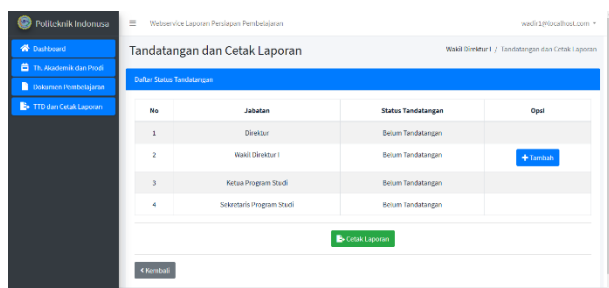 Politeknik Indonusa
Webservice Laporan Persiapan Pembelajaran
wadir1@localhost.com
Dashboard
Th. Akademik dan Prodi
Dokumen Pembelajaran
TTD dan Cetak Laporan
Tandatangan dan Cetak Laporan
Wakil Direktur I / Tandatangan dan Cetak Laporan
Daftar Status Tandatangan
No Jabatan Status Tandatangan Opsi
1 Direktur Belum Tandatangan
2 Wakil Direktur I Belum Tandatangan + Tambah
3 Ketua Program Studi Belum Tandatangan
4 Sekretaris Program Studi Belum Tandatangan
Cetak Laporan
Kembali